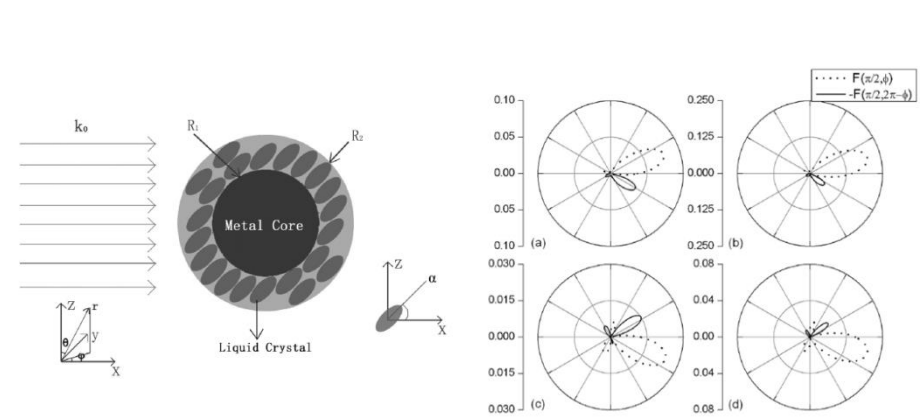 k₀
R₁
R₂
Metal Core
Z
r
y
θ
φ
X
Liquid Crystal
Z
α
X
F(π/2,ϕ)
-F(π/2,2π-ϕ)
0.10
0.05
0.00
0.05
0.10
(a)
0.250
0.125
0.000
0.125
0.250
(b)
0.030
0.015
0.000
0.015
0.030
(c)
0.08
0.04
0.00
0.04
0.08
(d)